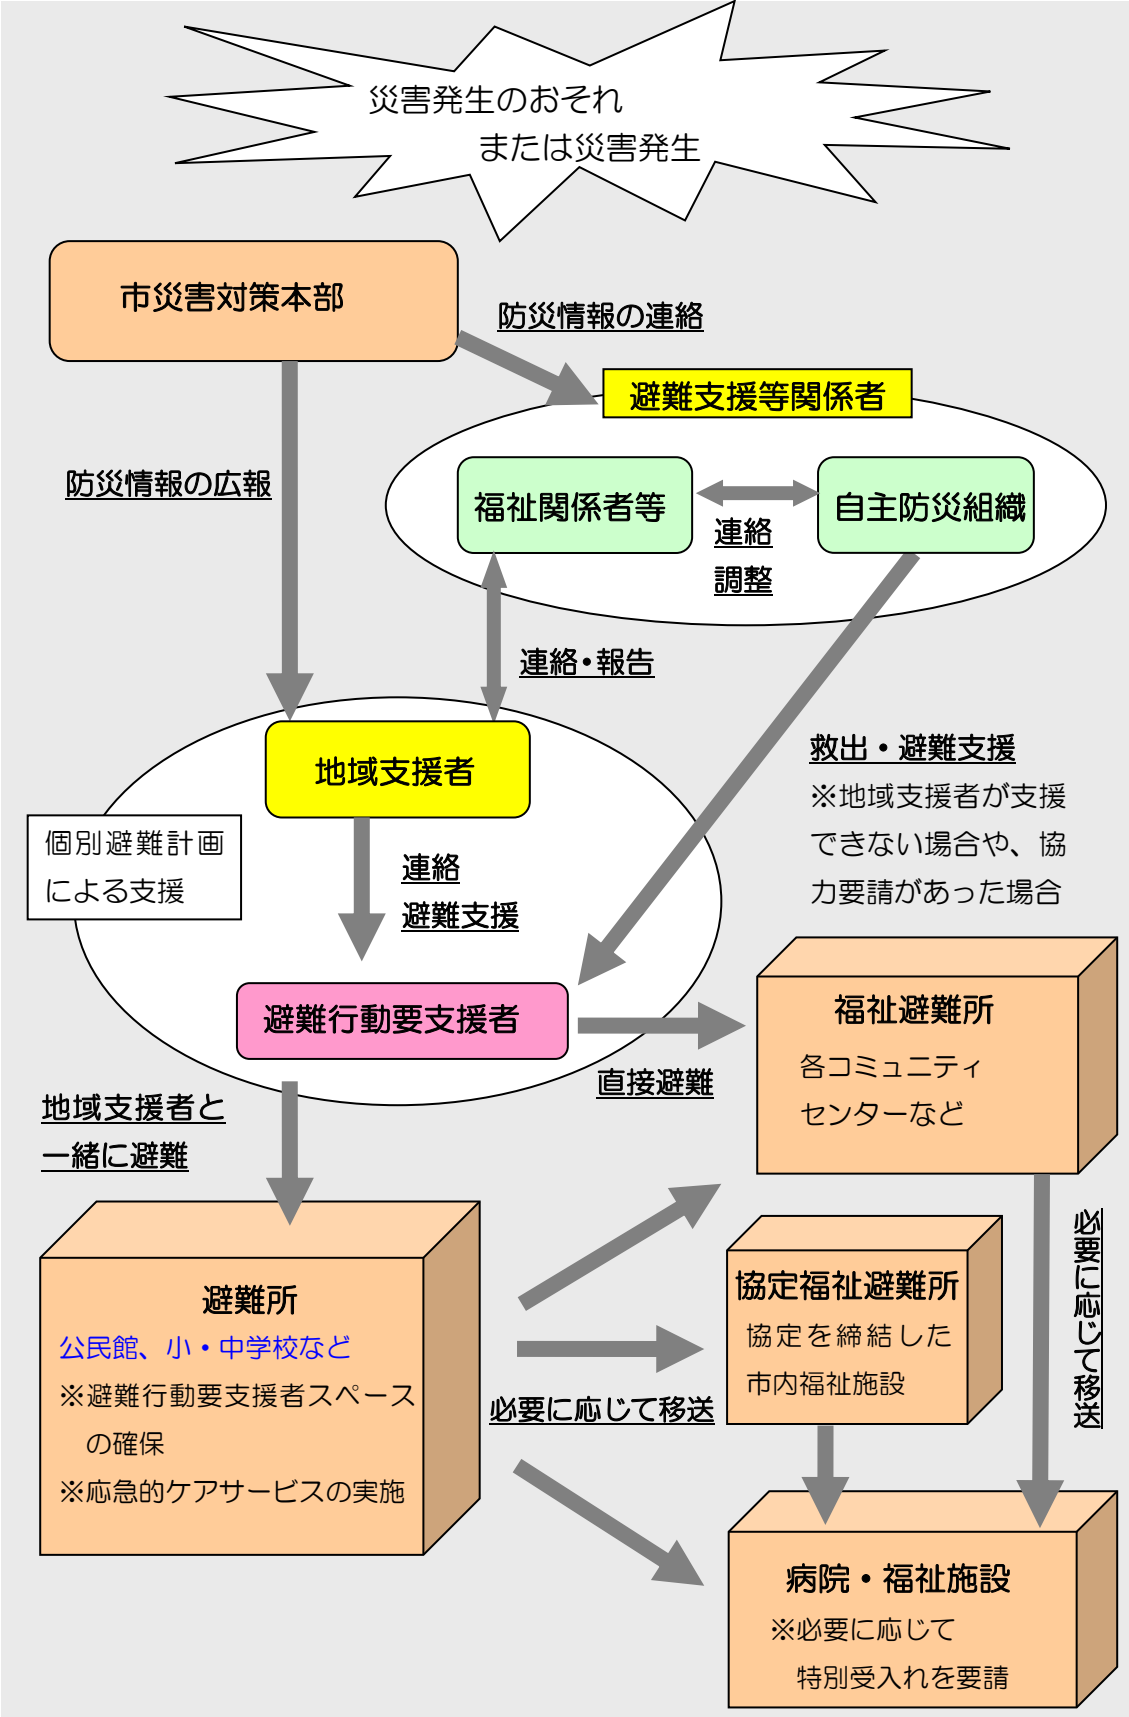 災害発生のおそれ
または災害発生
市災害対策本部
防災情報の連絡
避難支援等関係者
防災情報の広報
福祉関係者等
自主防災組織
連絡
調整
連絡・報告
地域支援者
救出・避難支援
※地域支援者が支援
できない場合や、協
力要請があった場合
個別避難計画
による支援
連絡
避難支援
避難行動要支援者
福祉避難所
各コミュニティ
センターなど
直接避難
地域支援者と
一緒に避難
避難所
公民館、小・中学校など
※避難行動要支援者スペース
の確保
※応急的ケアサービスの実施
必要に応じて移送
協定福祉避難所
協定を締結した
市内福祉施設
必要に応じて移送
病院・福祉施設
※必要に応じて
特別受入れを要請